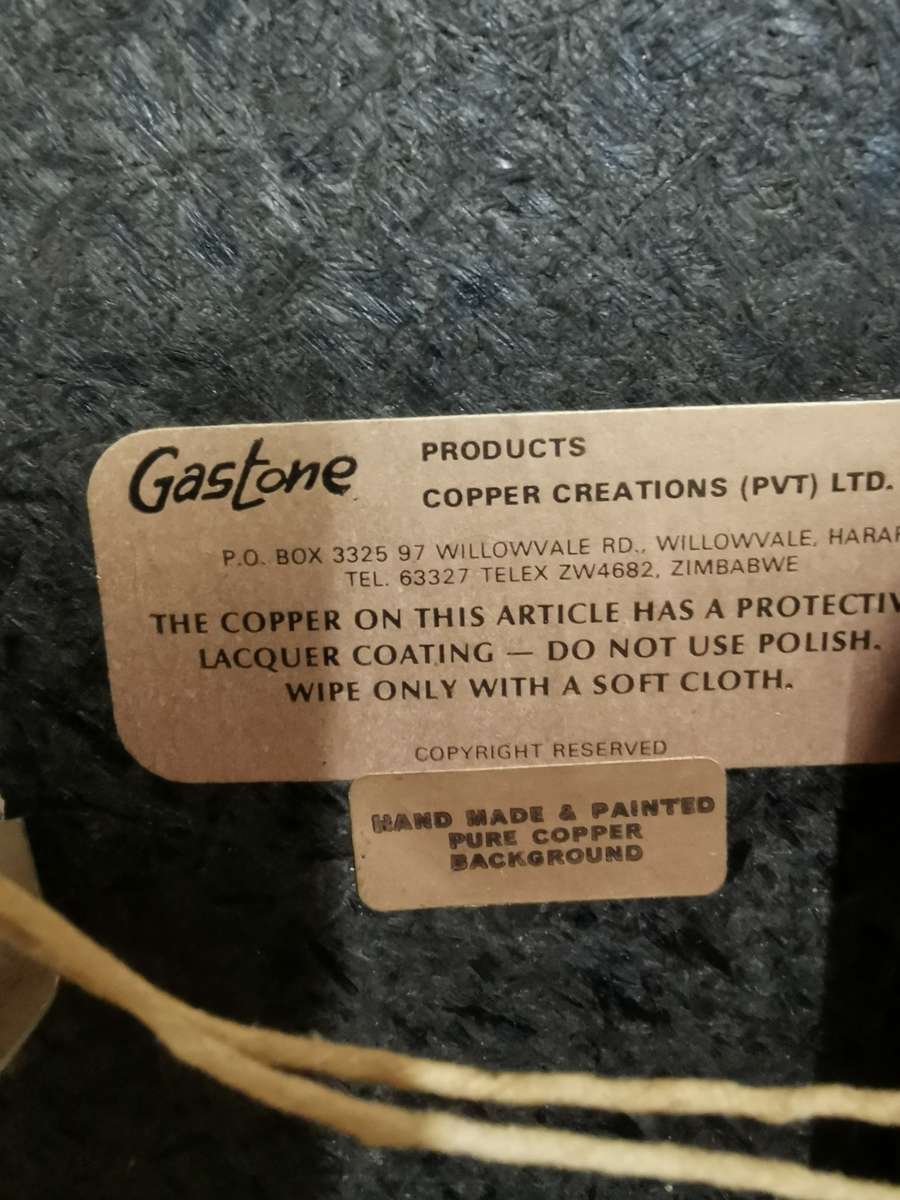 Gastone
PRODUCTS
COPPER CREATIONS (PVT) LTD.
P.O. BOX 3325 97 WILLOWVALE RD., WILLOWVALE, HARAR
TEL. 63327 TELEX ZW4682, ZIMBABWE
THE COPPER ON THIS ARTICLE HAS A PROTECTIV
LACQUER COATING — DO NOT USE POLISH.
WIPE ONLY WITH A SOFT CLOTH.
COPYRIGHT RESERVED
HAND MADE & PAINTED
PURE COPPER
BACKGROUND